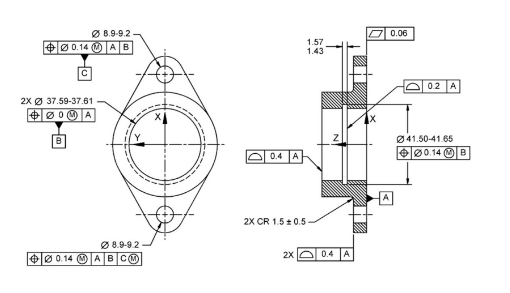 ⌀ 8.9-9.2
⌖ ⌀ 0.14 Ⓜ A B
C
2X ⌀ 37.59-37.61
⌖ ⌀ 0 Ⓜ A
B
X
Y
⌀ 8.9-9.2
⌖ ⌀ 0.14 Ⓜ A B C Ⓜ
⏥ 0.06
1.57
1.43
⌓ 0.2 A
X
Z
⌀ 41.50-41.65
⌖ ⌀ 0.14 Ⓜ B
⌓ 0.4 A
A
2X CR 1.5 ± 0.5
2X ⌓ 0.4 A